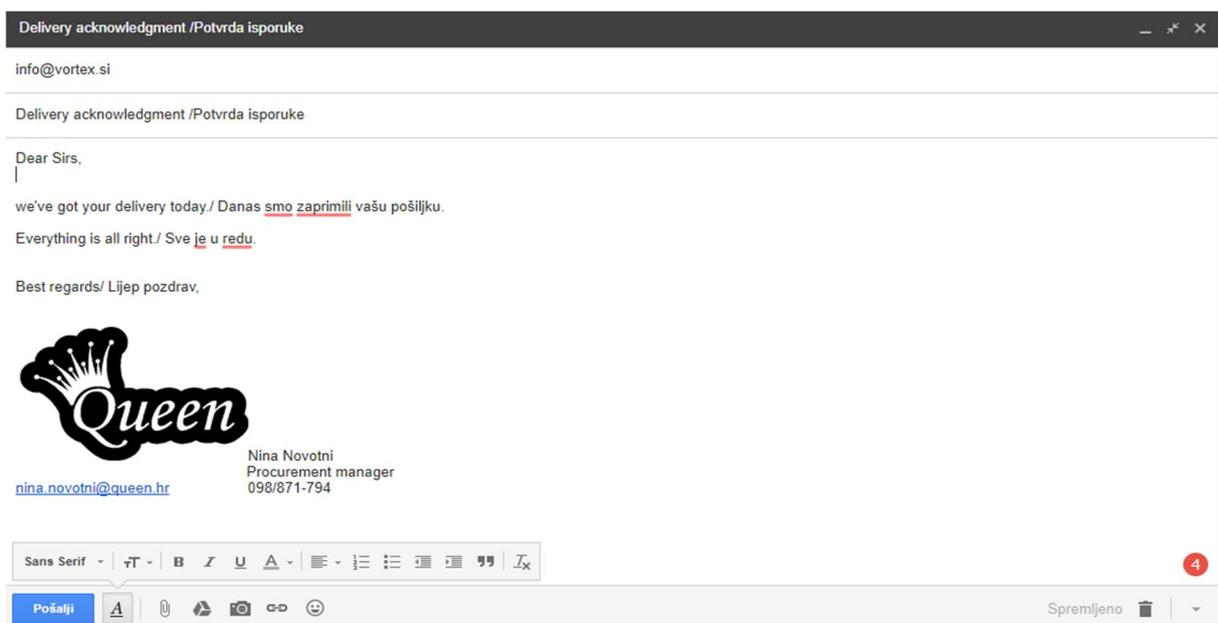 Delivery acknowledgment /Potvrda isporuke
info@vortex.si
Delivery acknowledgment /Potvrda isporuke
Dear Sirs,
we've got your delivery today./ Danas smo zaprimili vašu pošiljku.
Everything is all right./ Sve je u redu.
Best regards/ Lijep pozdrav,
Queen
Nina Novotni
Procurement manager
nina.novotni@queen.hr 098/871-794
Sans Serif B I U A
4
Pošalji A Spremljeno